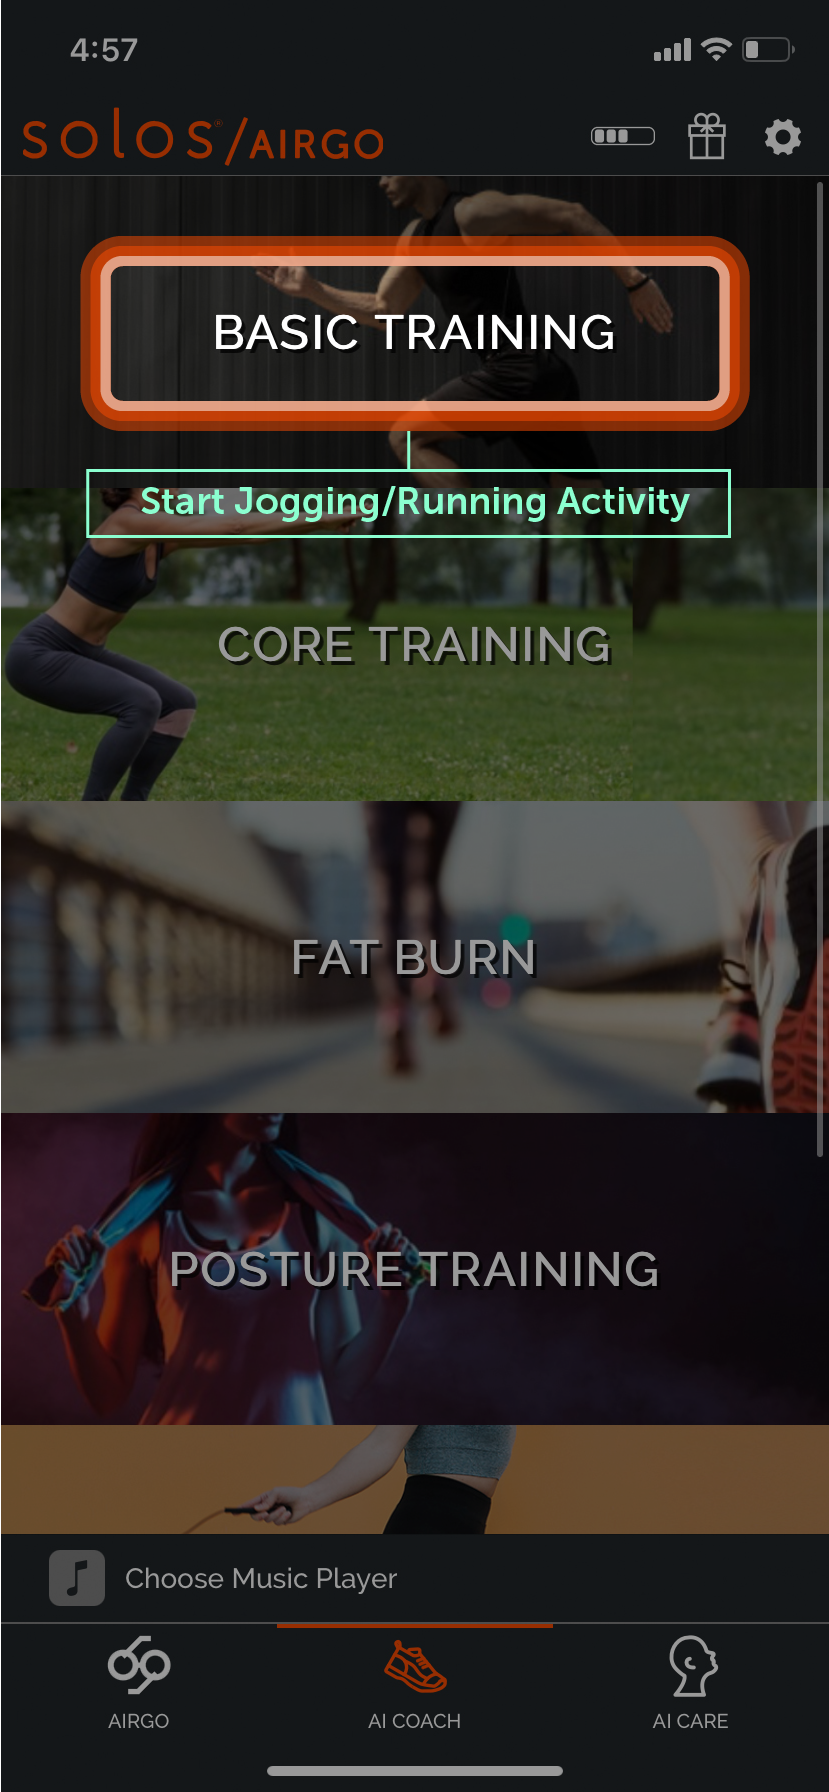 4:57
solos®/AIRGO
BASIC TRAINING
Start Jogging/Running Activity
CORE TRAINING
FAT BURN
POSTURE TRAINING
Choose Music Player
AIRGO
AI COACH
AI CARE